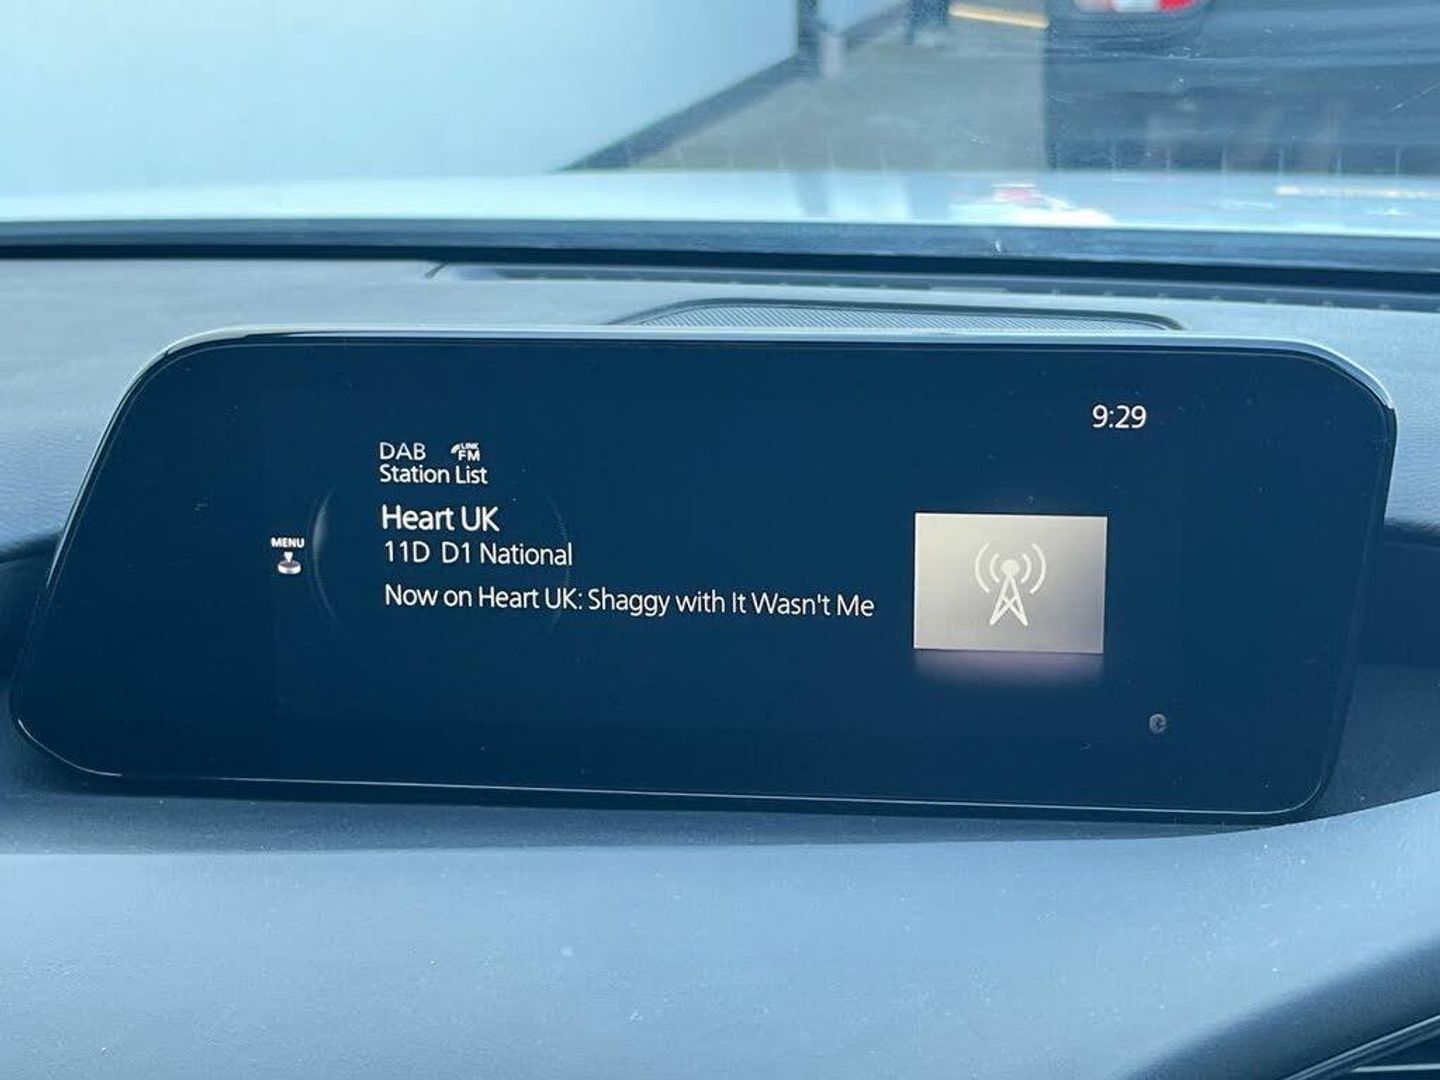 9:29
DAB LINK FM
Station List
Heart UK
MENU
11D D1 National
Now on Heart UK: Shaggy with It Wasn't Me